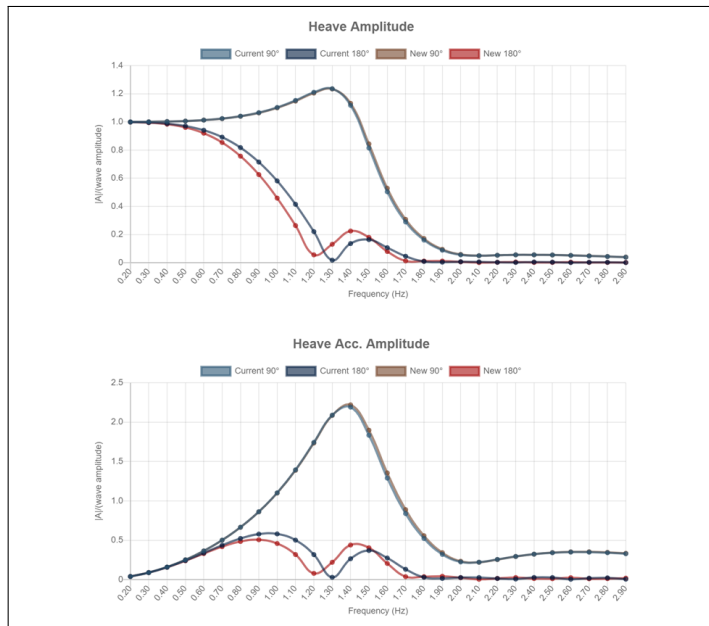 Heave Amplitude
Current 90° Current 180° New 90° New 180°
1.4
1.2
1.0
0.8
0.6
0.4
0.2
0
|A|/(wave amplitude)
0.20 0.30 0.40 0.50 0.60 0.70 0.80 0.90 1.00 1.10 1.20 1.30 1.40 1.50 1.60 1.70 1.80 1.90 2.00 2.10 2.20 2.30 2.40 2.50 2.60 2.70 2.80 2.90
Frequency (Hz)
Heave Acc. Amplitude
Current 90° Current 180° New 90° New 180°
2.5
2.0
1.5
1.0
0.5
0
|A|/(wave amplitude)
0.20 0.30 0.40 0.50 0.60 0.70 0.80 0.90 1.00 1.10 1.20 1.30 1.40 1.50 1.60 1.70 1.80 1.90 2.00 2.10 2.20 2.30 2.40 2.50 2.60 2.70 2.80 2.90
Frequency (Hz)